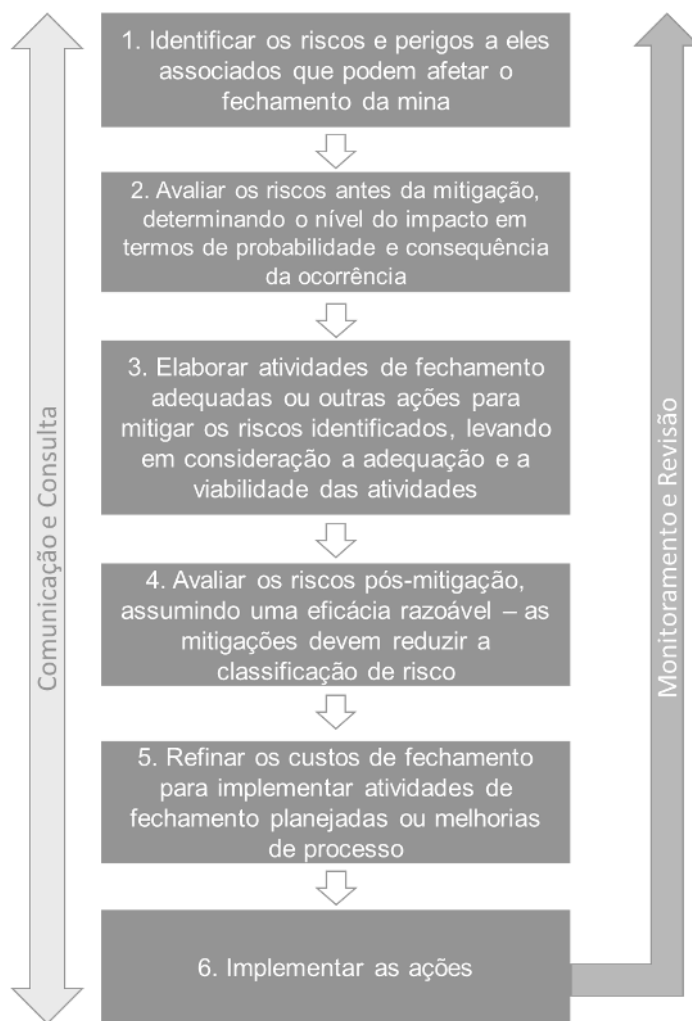 1. Identificar os riscos e perigos a eles
associados que podem afetar o
fechamento da mina
2. Avaliar os riscos antes da mitigação,
determinando o nível do impacto em
termos de probabilidade e consequência
da ocorrência
3. Elaborar atividades de fechamento
adequadas ou outras ações para
mitigar os riscos identificados, levando
em consideração a adequação e a
viabilidade das atividades
4. Avaliar os riscos pós-mitigação,
assumindo uma eficácia razoável – as
mitigações devem reduzir a
classificação de risco
5. Refinar os custos de fechamento
para implementar atividades de
fechamento planejadas ou melhorias
de processo
6. Implementar as ações
Comunicação e Consulta
Monitoramento e Revisão